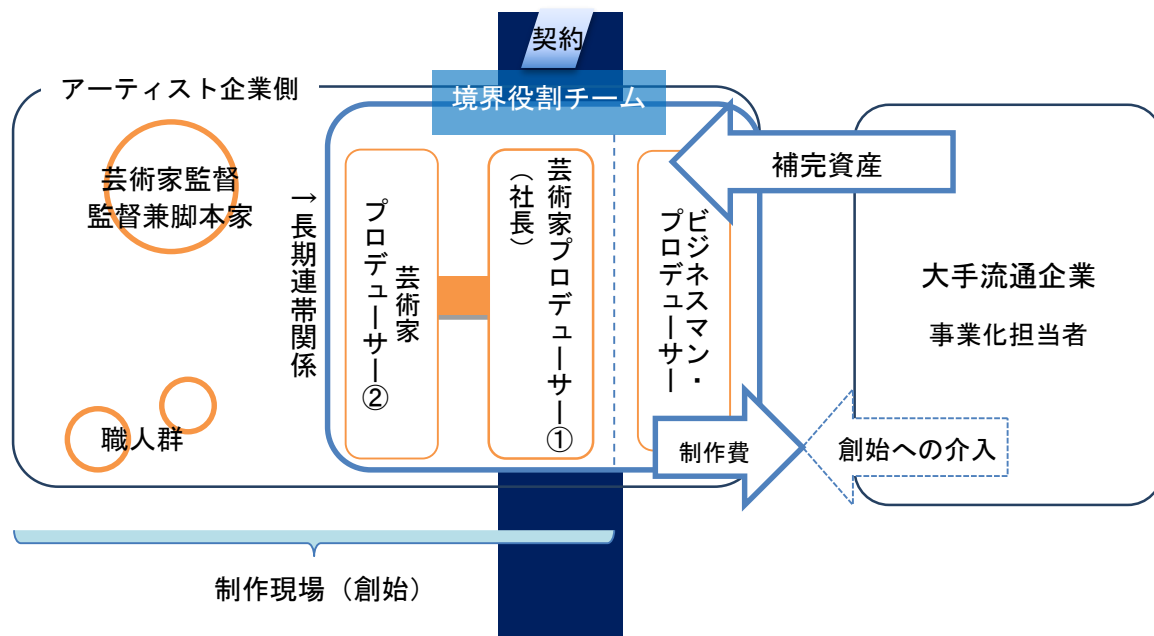 契約
境界役割チーム
アーティスト企業側
芸術家監督
監督兼脚本家
→長期連帯関係
芸術家
プロデューサー②
芸術家プロデューサー①
（社長）
ビジネスマン・
プロデューサー
補完資産
大手流通企業
事業化担当者
職人群
制作費
創始への介入
制作現場（創始）